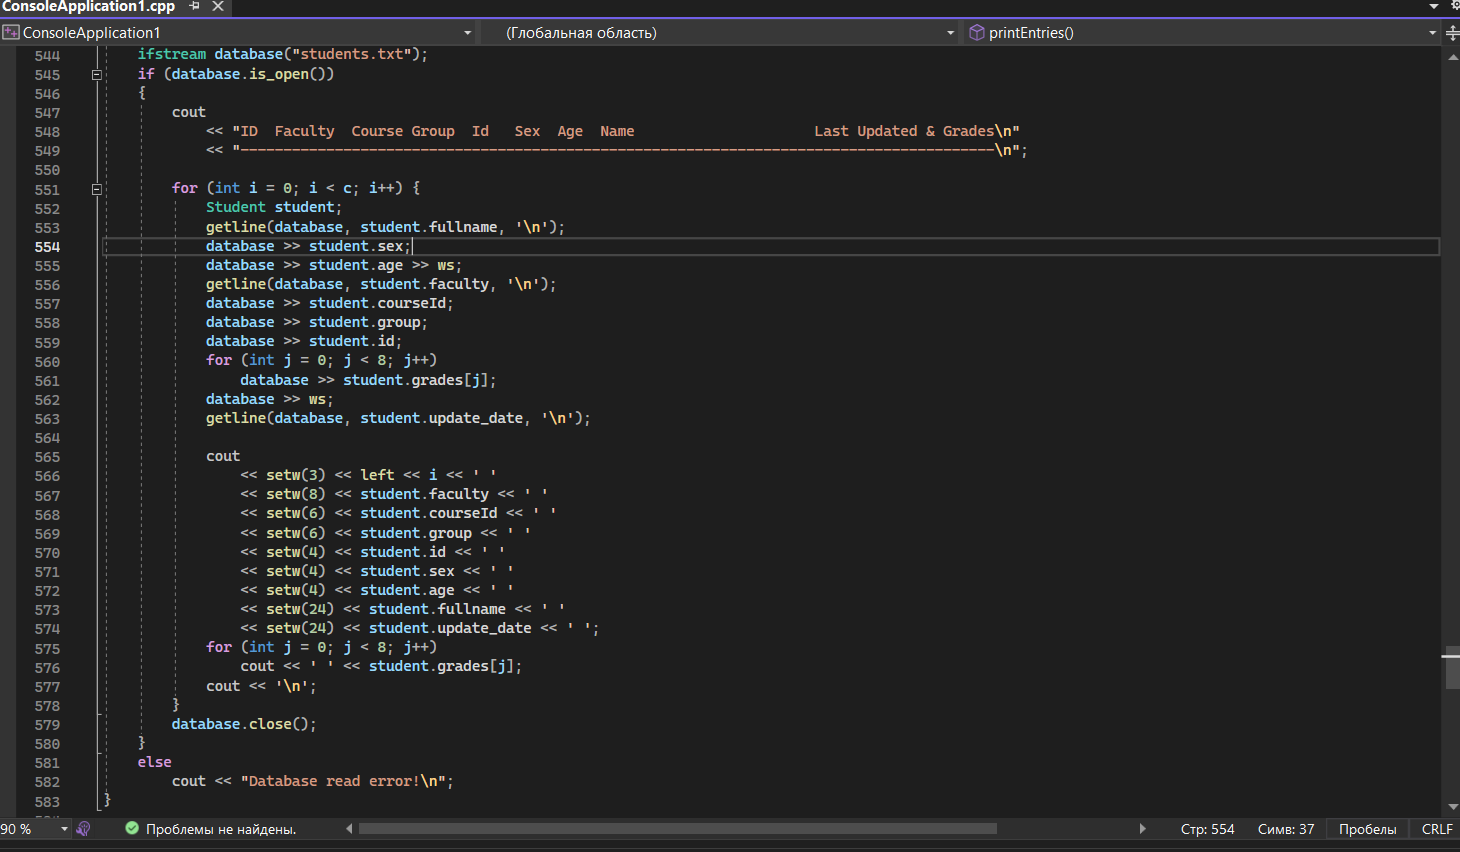 ConsoleApplication1.cpp
ConsoleApplication1 (Глобальная область) printEntries()
544 ifstream database("students.txt");
545 if (database.is_open())
546 {
547 cout
548 << "ID  Faculty  Course Group  Id   Sex  Age  Name                     Last Updated & Grades\n"
549 << "----------------------------------------------------------------------------------------\n";
550
551 for (int i = 0; i < c; i++) {
552 Student student;
553 getline(database, student.fullname, '\n');
554 database >> student.sex;
555 database >> student.age >> ws;
556 getline(database, student.faculty, '\n');
557 database >> student.courseId;
558 database >> student.group;
559 database >> student.id;
560 for (int j = 0; j < 8; j++)
561 database >> student.grades[j];
562 database >> ws;
563 getline(database, student.update_date, '\n');
564
565 cout
566 << setw(3) << left << i << ' '
567 << setw(8) << student.faculty << ' '
568 << setw(6) << student.courseId << ' '
569 << setw(6) << student.group << ' '
570 << setw(4) << student.id << ' '
571 << setw(4) << student.sex << ' '
572 << setw(4) << student.age << ' '
573 << setw(24) << student.fullname << ' '
574 << setw(24) << student.update_date << ' ';
575 for (int j = 0; j < 8; j++)
576 cout << ' ' << student.grades[j];
577 cout << '\n';
578 }
579 database.close();
580 }
581 else
582 cout << "Database read error!\n";
583 }
90 % Проблемы не найдены. Стр: 554 Симв: 37 Пробелы CRLF